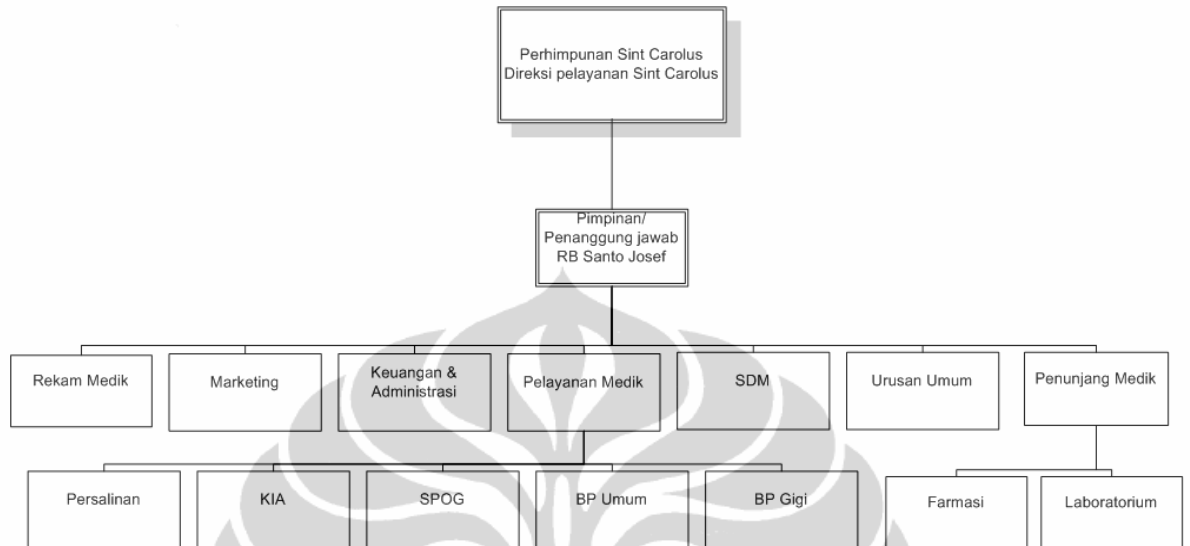 Perhimpunan Sint Carolus
Direksi pelayanan Sint Carolus
Pimpinan/
Penanggung jawab
RB Santo Josef
Rekam Medik
Marketing
Keuangan &
Administrasi
Pelayanan Medik
SDM
Urusan Umum
Penunjang Medik
Persalinan
KIA
SPOG
BP Umum
BP Gigi
Farmasi
Laboratorium